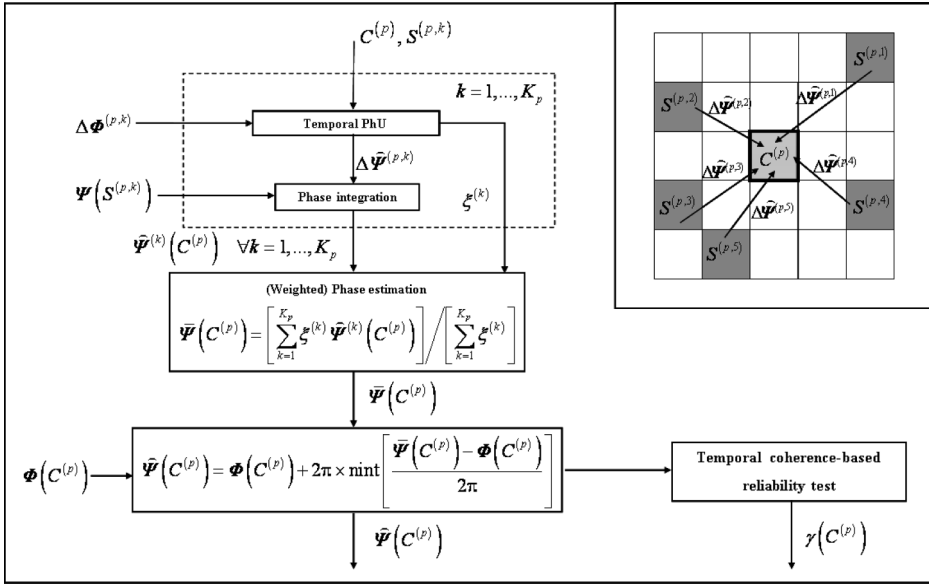 C^(p), S^(p,k)
k = 1,...,K_p
ΔΦ^(p,k)
Temporal PhU
ΔΨ̂^(p,k)
Ψ(S^(p,k))
Phase integration
ξ^(k)
Ψ̂^(k)(C^(p)) ∀k = 1,...,K_p
(Weighted) Phase estimation
Ψ̄(C^(p)) = [∑_{k=1}^{K_p} ξ^(k) Ψ̂^(k)(C^(p))] / [∑_{k=1}^{K_p} ξ^(k)]
Ψ̄(C^(p))
Φ(C^(p))
Ψ̂(C^(p)) = Φ(C^(p)) + 2π × nint[(Ψ̄(C^(p)) − Φ(C^(p))) / 2π]
Temporal coherence-based
reliability test
Ψ̂(C^(p))
γ(C^(p))
S^(p,1)
S^(p,2)
ΔΨ̂^(p,2)
ΔΨ̂^(p,1)
C^(p)
ΔΨ̂^(p,3)
ΔΨ̂^(p,4)
S^(p,3)
ΔΨ̂^(p,5)
S^(p,4)
S^(p,5)